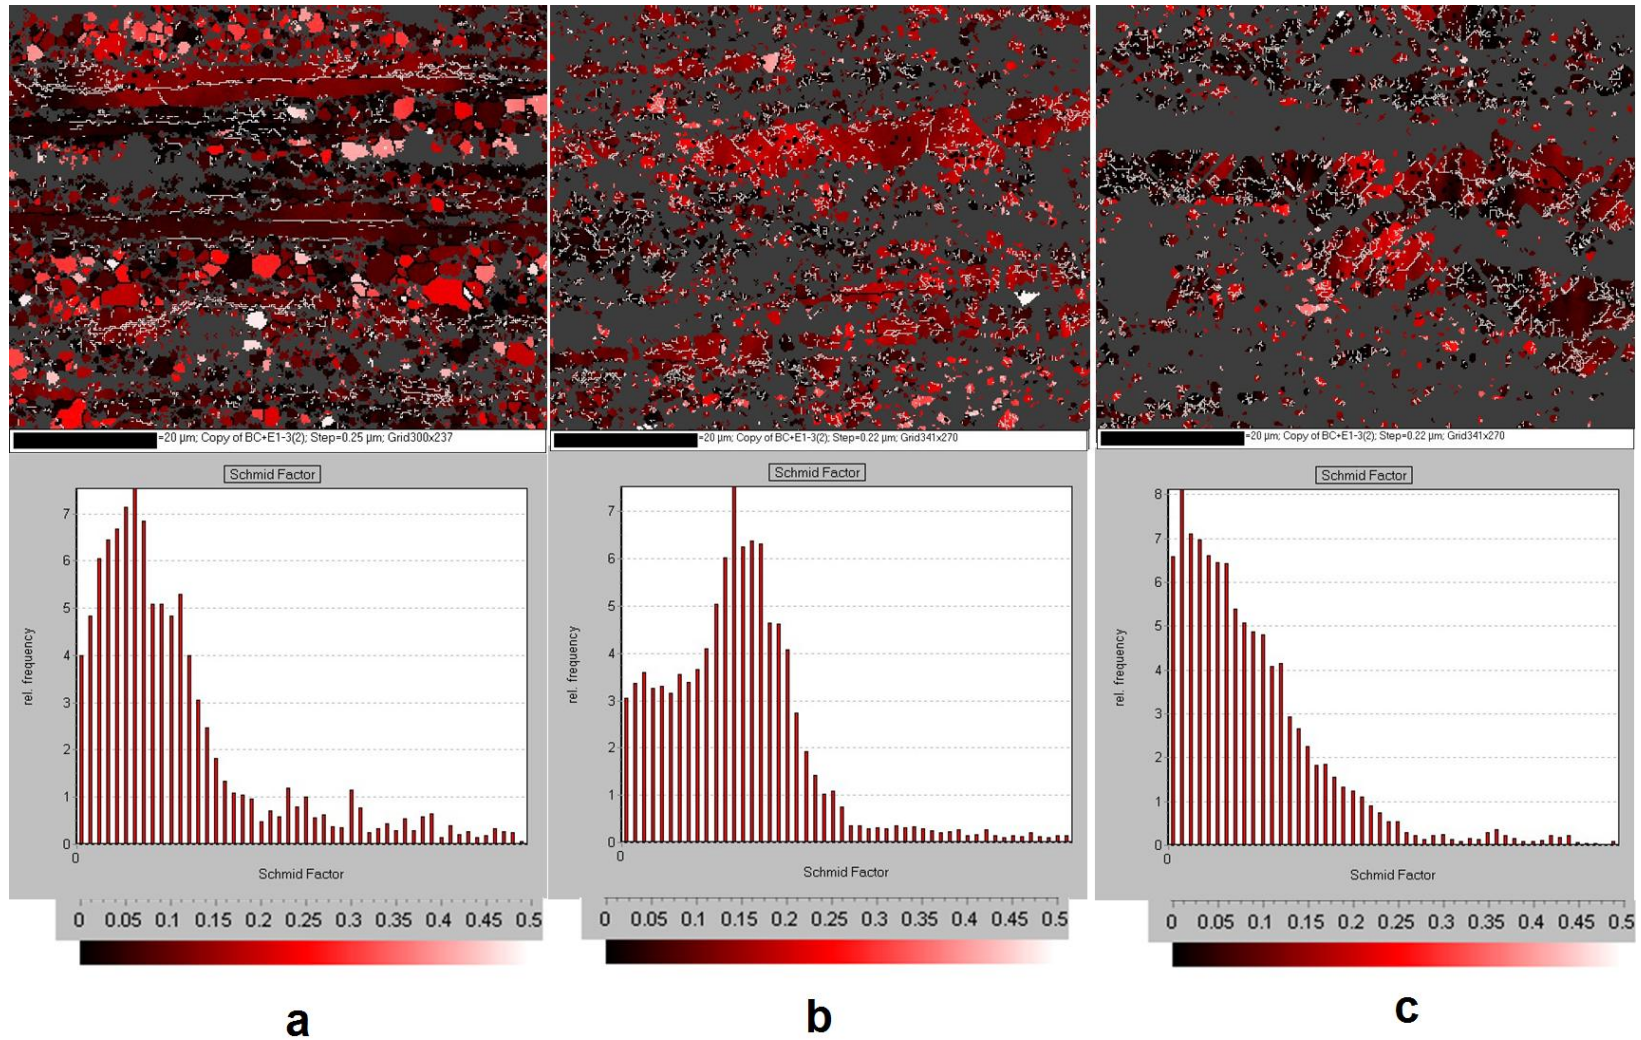 =20 µm; Copy of BC+E1-3(2); Step=0.25 µm; Grid300x237
Schmid Factor
7
6
5
4
3
2
1
0
rel. frequency
0
Schmid Factor
0 0.05 0.1 0.15 0.2 0.25 0.3 0.35 0.4 0.45 0.5
a
=20 µm; Copy of BC+E1-3(2); Step=0.22 µm; Grid341x270
Schmid Factor
7
6
5
4
3
2
1
0
rel. frequency
0
Schmid Factor
0 0.05 0.1 0.15 0.2 0.25 0.3 0.35 0.4 0.45 0.5
b
=20 µm; Copy of BC+E1-3(2); Step=0.22 µm; Grid341x270
Schmid Factor
8
7
6
5
4
3
2
1
0
rel. frequency
0
Schmid Factor
0 0.05 0.1 0.15 0.2 0.25 0.3 0.35 0.4 0.45 0.5
c